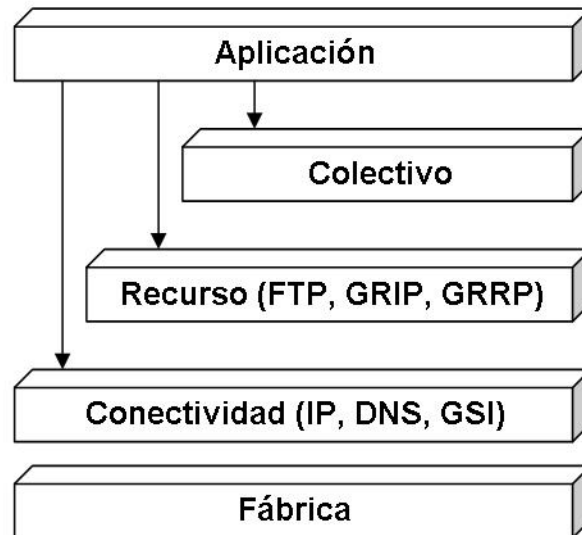 Aplicación
Colectivo
Recurso (FTP, GRIP, GRRP)
Conectividad (IP, DNS, GSI)
Fábrica